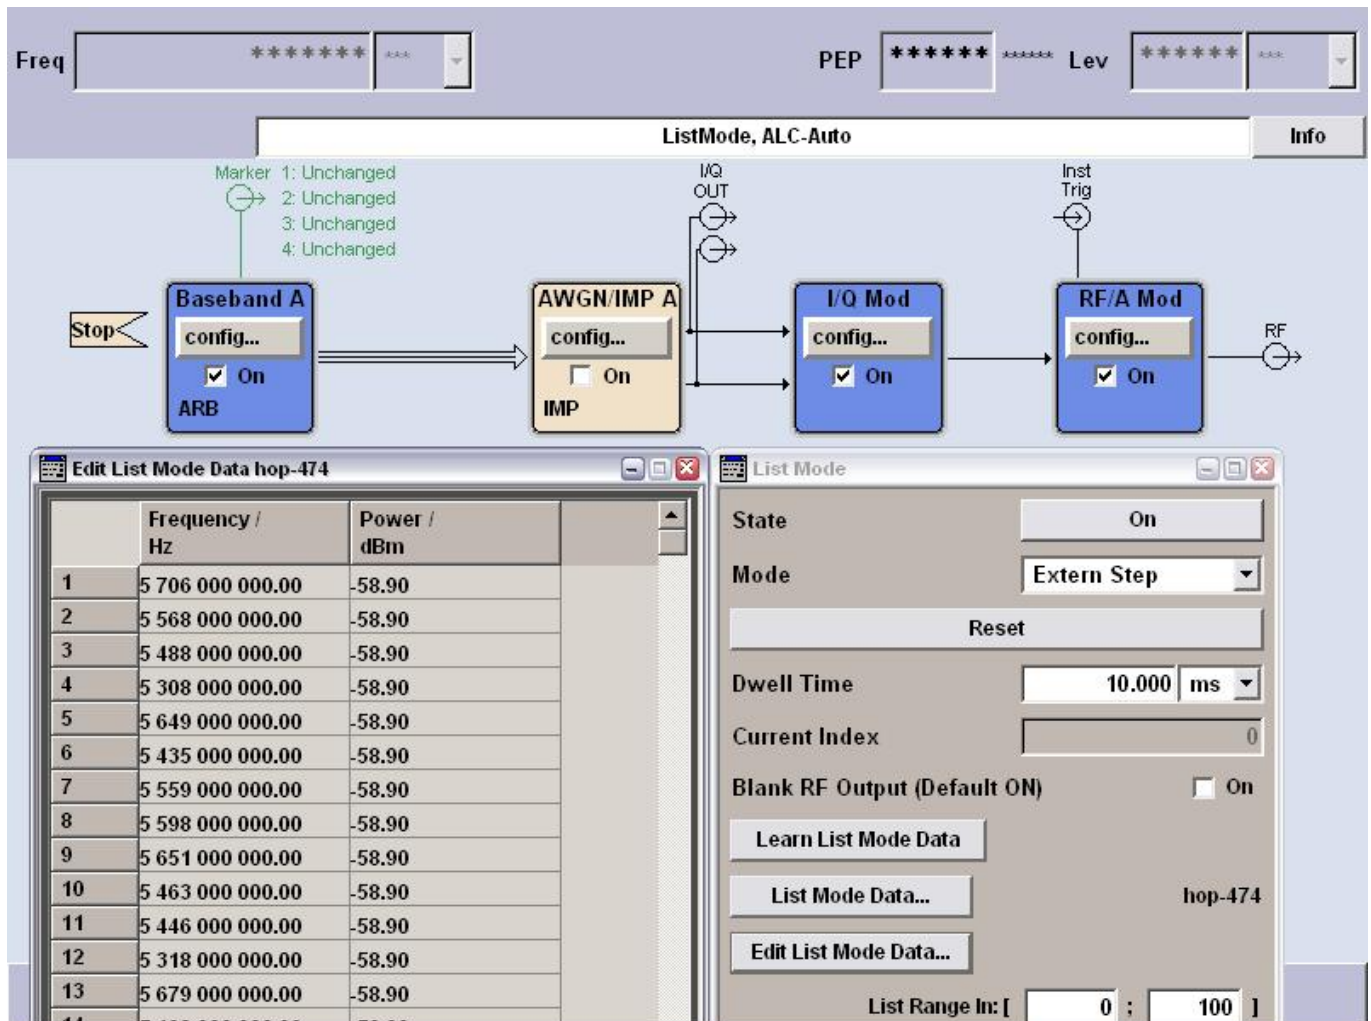 Freq ******* *** PEP ****** ****** Lev ****** ***
ListMode, ALC-Auto Info
Marker 1: Unchanged
2: Unchanged
3: Unchanged
4: Unchanged
I/Q
OUT
Inst
Trig
Stop
Baseband A
config...
On
ARB
AWGN/IMP A
config...
On
IMP
I/Q Mod
config...
On
RF/A Mod
config...
On
RF
Edit List Mode Data hop-474
Frequency / Power /
Hz dBm
1 5 706 000 000.00 -58.90
2 5 568 000 000.00 -58.90
3 5 488 000 000.00 -58.90
4 5 308 000 000.00 -58.90
5 5 649 000 000.00 -58.90
6 5 435 000 000.00 -58.90
7 5 559 000 000.00 -58.90
8 5 598 000 000.00 -58.90
9 5 651 000 000.00 -58.90
10 5 463 000 000.00 -58.90
11 5 446 000 000.00 -58.90
12 5 318 000 000.00 -58.90
13 5 679 000 000.00 -58.90
List Mode
State On
Mode Extern Step
Reset
Dwell Time 10.000 ms
Current Index 0
Blank RF Output (Default ON) On
Learn List Mode Data
List Mode Data... hop-474
Edit List Mode Data...
List Range In: [ 0 ; 100 ]